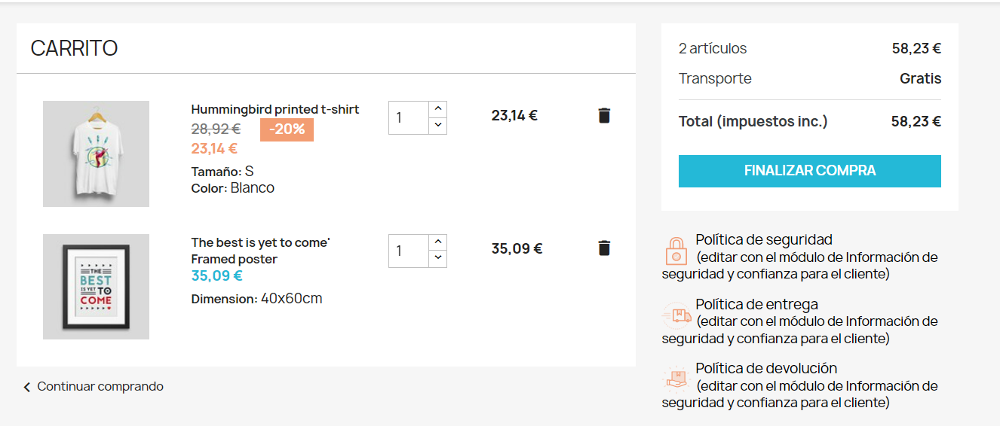 CARRITO
Hummingbird printed t-shirt
28,92 € -20%
23,14 €
Tamaño: S
Color: Blanco
1
23,14 €
THE
BEST
IS YET TO
COME
The best is yet to come'
Framed poster
35,09 €
Dimension: 40x60cm
1
35,09 €
Continuar comprando
2 artículos 58,23 €
Transporte Gratis
Total (impuestos inc.) 58,23 €
FINALIZAR COMPRA
Política de seguridad
(editar con el módulo de Información de
seguridad y confianza para el cliente)
Política de entrega
(editar con el módulo de Información de
seguridad y confianza para el cliente)
Política de devolución
(editar con el módulo de Información de
seguridad y confianza para el cliente)